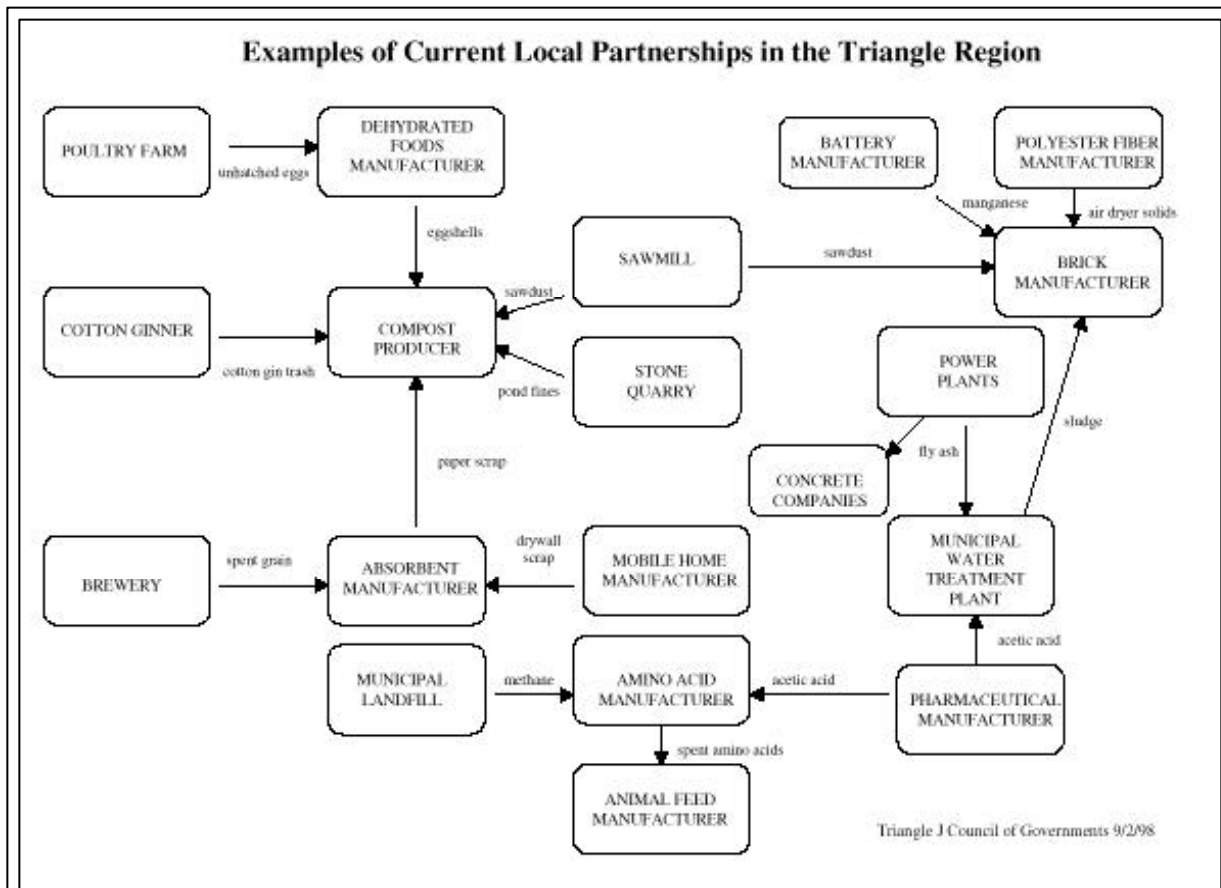 Examples of Current Local Partnerships in the Triangle Region
POULTRY FARM
unhatched eggs
DEHYDRATED
FOODS
MANUFACTURER
BATTERY
MANUFACTURER
POLYESTER FIBER
MANUFACTURER
manganese
air dryer solids
eggshells
SAWMILL
sawdust
BRICK
MANUFACTURER
sawdust
COTTON GINNER
cotton gin trash
COMPOST
PRODUCER
pond fines
STONE
QUARRY
POWER
PLANTS
sludge
fly ash
paper scrap
CONCRETE
COMPANIES
BREWERY
spent grain
ABSORBENT
MANUFACTURER
drywall
scrap
MOBILE HOME
MANUFACTURER
MUNICIPAL
WATER
TREATMENT
PLANT
acetic acid
MUNICIPAL
LANDFILL
methane
AMINO ACID
MANUFACTURER
acetic acid
PHARMACEUTICAL
MANUFACTURER
spent amino acids
ANIMAL FEED
MANUFACTURER
Triangle J Council of Governments 9/2/98